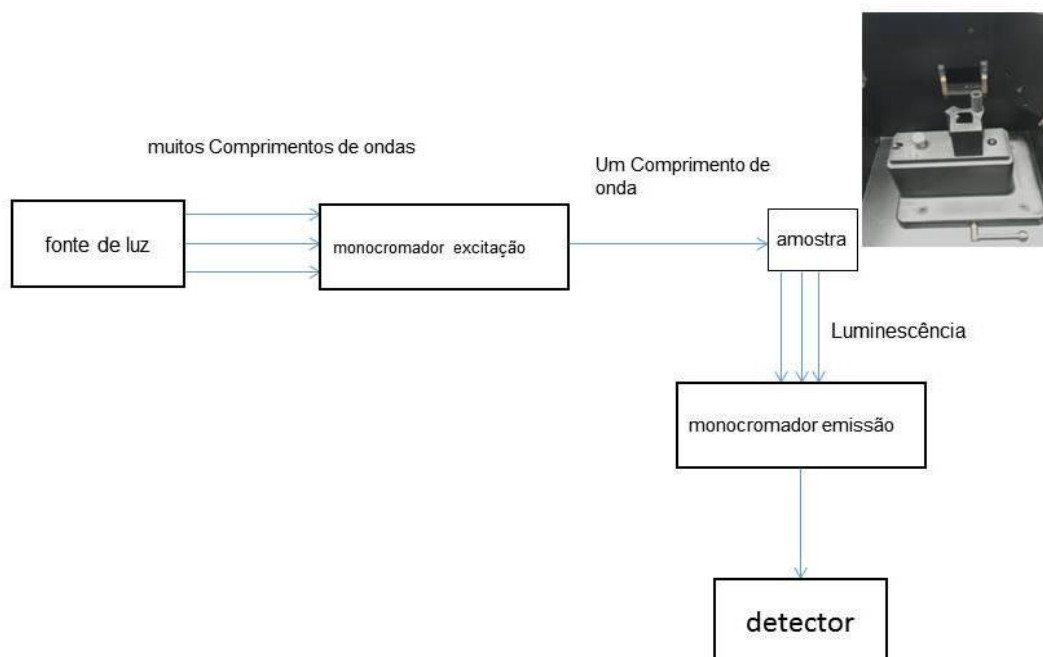 muitos Comprimentos de ondas
Um Comprimento de
onda
fonte de luz
monocromador excitação
amostra
Luminescência
monocromador emissão
detector